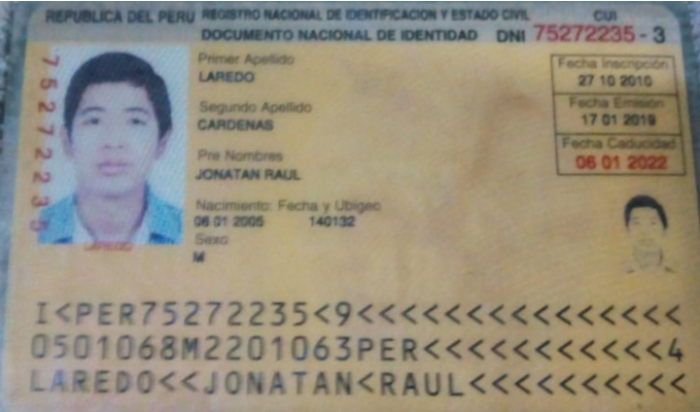 REPUBLICA DEL PERU REGISTRO NACIONAL DE IDENTIFICACION Y ESTADO CIVIL CUI
DOCUMENTO NACIONAL DE IDENTIDAD DNI 75272235 - 3
75272235
Primer Apellido
LAREDO
Segundo Apellido
CARDENAS
Pre Nombres
JONATAN RAUL
Nacimiento: Fecha y Ubigeo
06 01 2005 140132
Sexo
M
Fecha Inscripción
27 10 2010
Fecha Emisión
17 01 2019
Fecha Caducidad
06 01 2022
LAREDO
I<PER75272235<9<<<<<<<<<<<<<<<
0501068M2201063PER<<<<<<<<<<<4
LAREDO<<JONATAN<RAUL<<<<<<<<<<